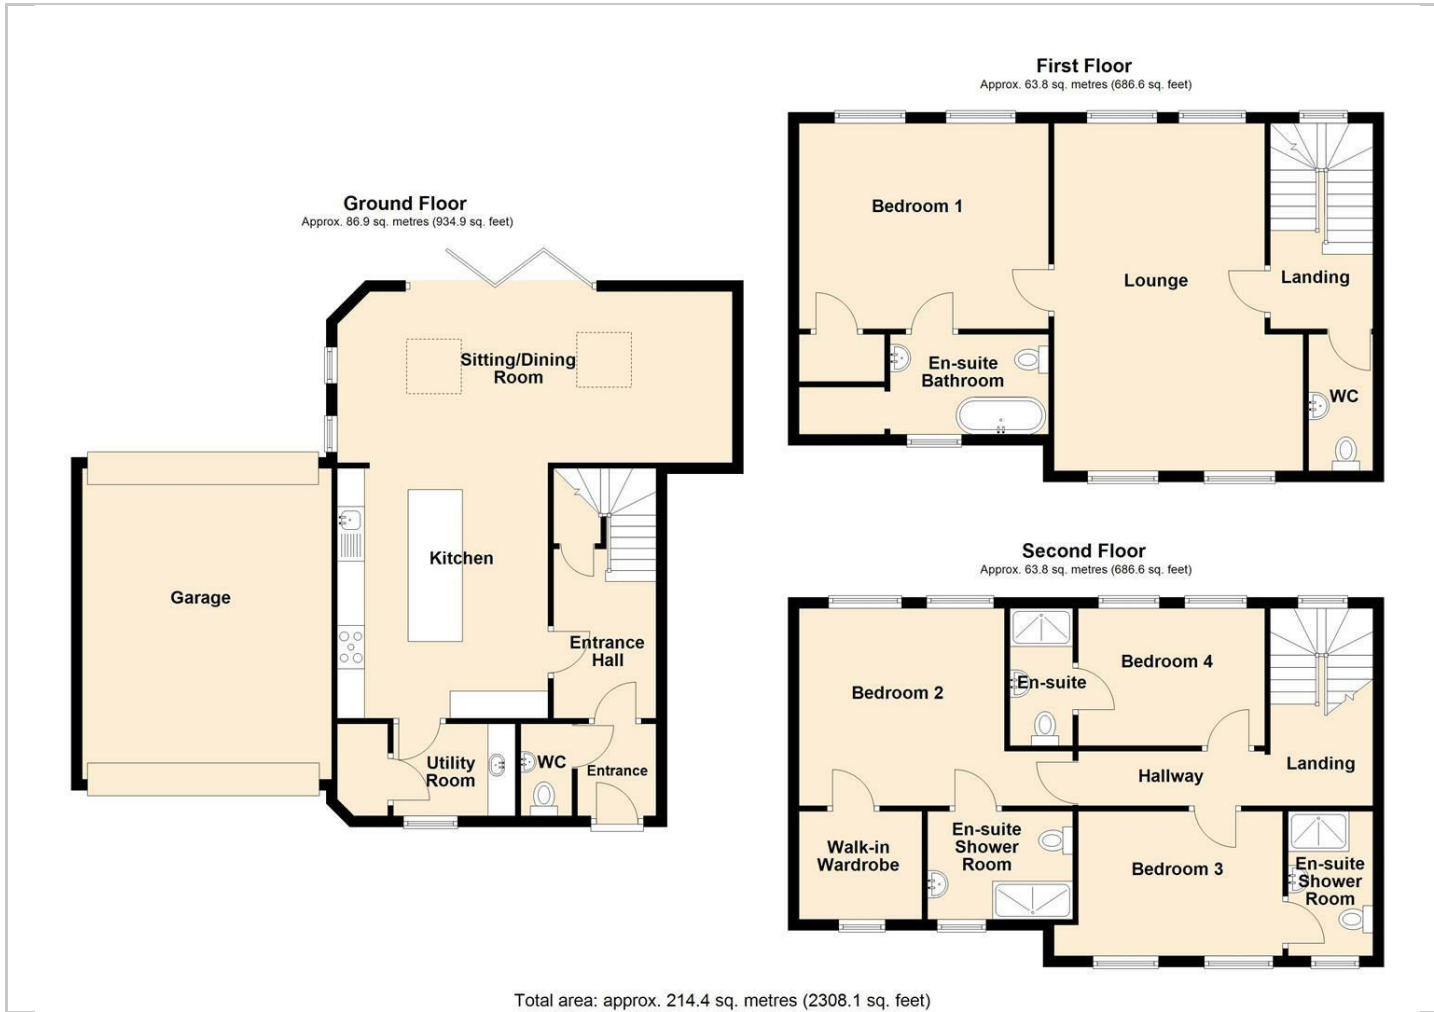 First Floor
Approx. 63.8 sq. metres (686.6 sq. feet)
Bedroom 1
Lounge
Landing
En-suite
Bathroom
WC
Ground Floor
Approx. 86.9 sq. metres (934.9 sq. feet)
Sitting/Dining
Room
Kitchen
Garage
Entrance
Hall
Utility
Room
WC
Entrance
Second Floor
Approx. 63.8 sq. metres (686.6 sq. feet)
Bedroom 2
En-suite
Bedroom 4
Hallway
Landing
Walk-in
Wardrobe
En-suite
Shower
Room
Bedroom 3
En-suite
Shower
Room
Total area: approx. 214.4 sq. metres (2308.1 sq. feet)